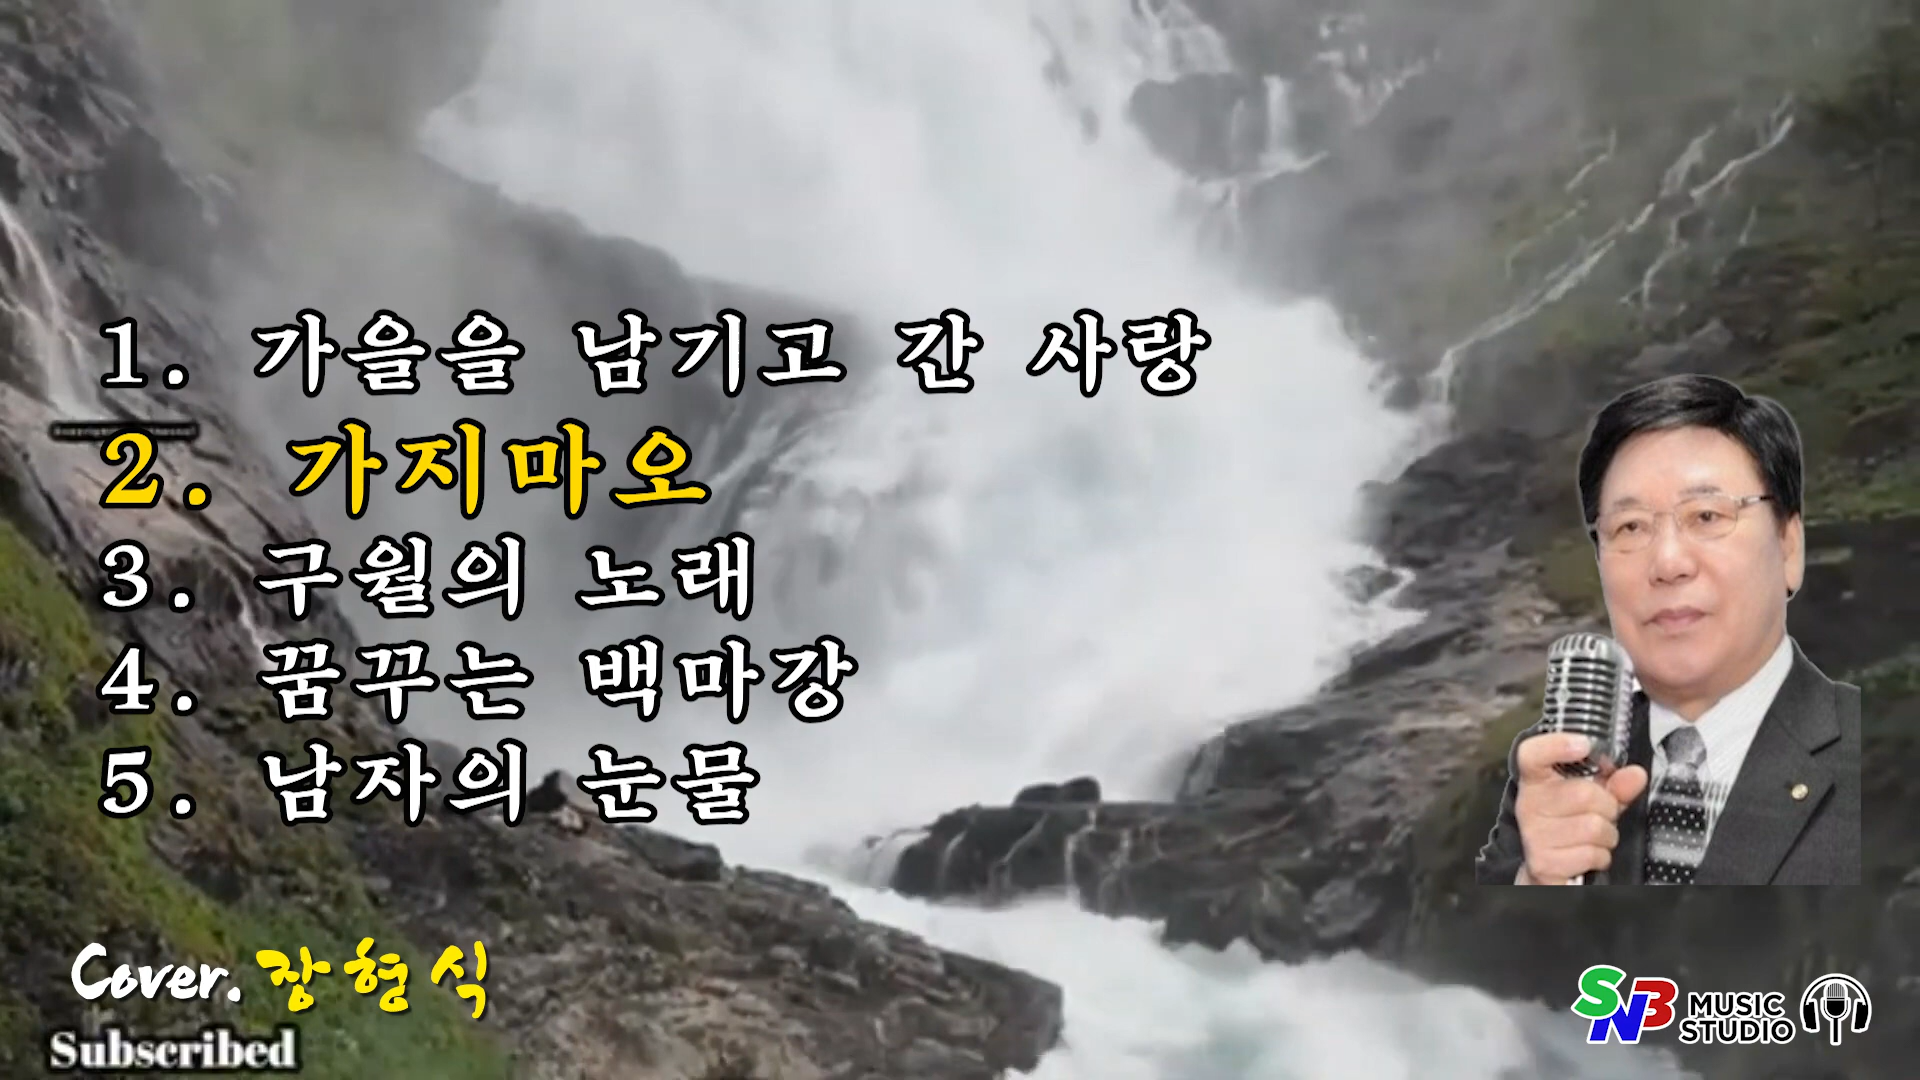 1. 가을을 남기고 간 사랑
2. 가지마오
3. 구월의 노래
4. 꿈꾸는 백마강
5. 남자의 눈물
Cover. 장형식
Subscribed
SNB MUSIC STUDIO